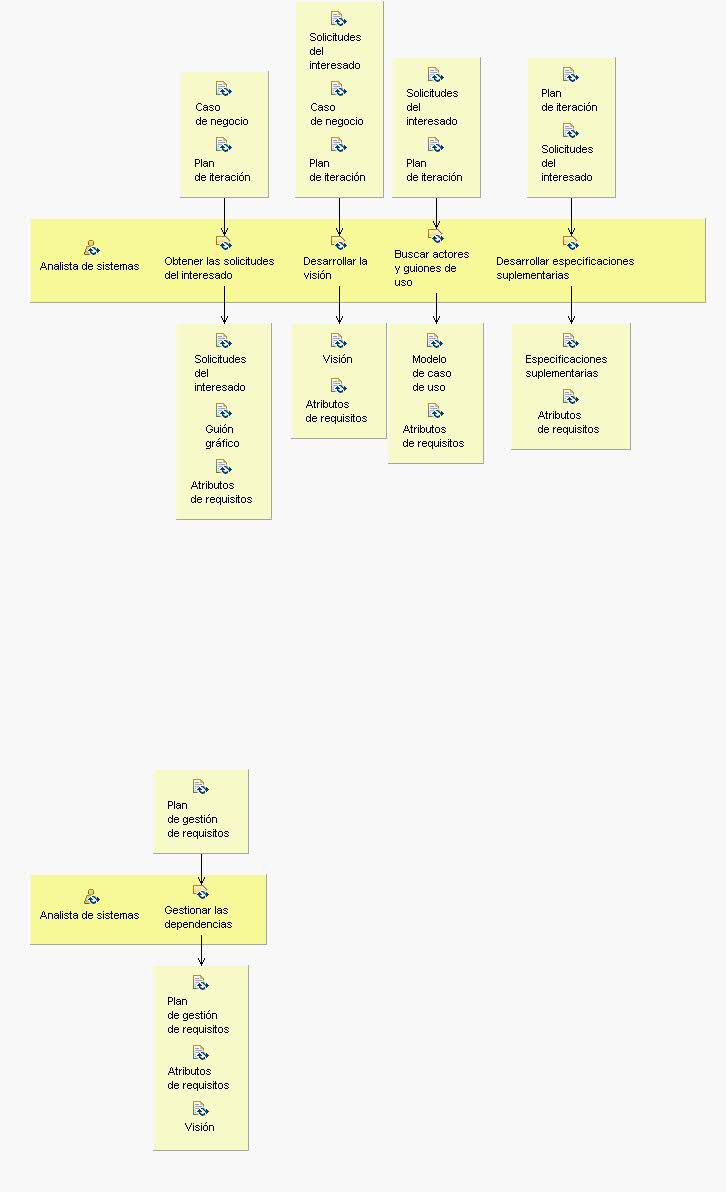 Caso
de negocio
Plan
de iteración
Solicitudes
del
interesado
Caso
de negocio
Plan
de iteración
Solicitudes
del
interesado
Plan
de iteración
Plan
de iteración
Solicitudes
del
interesado
Analista de sistemas
Obtener las solicitudes
del interesado
Desarrollar la
visión
Buscar actores
y guiones de
uso
Desarrollar especificaciones
suplementarias
Solicitudes
del
interesado
Guión
gráfico
Atributos
de requisitos
Visión
Atributos
de requisitos
Modelo
de caso
de uso
Atributos
de requisitos
Especificaciones
suplementarias
Atributos
de requisitos
Plan
de gestión
de requisitos
Analista de sistemas
Gestionar las
dependencias
Plan
de gestión
de requisitos
Atributos
de requisitos
Visión